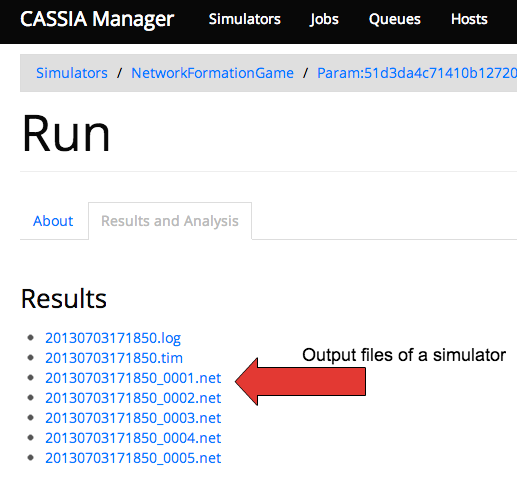 CASSIA Manager Simulators Jobs Queues Hosts
Simulators / NetworkFormationGame / Param:51d3da4c71410b12720
Run
About Results and Analysis
Results
20130703171850.log
20130703171850.tim
Output files of a simulator
20130703171850_0001.net
20130703171850_0002.net
20130703171850_0003.net
20130703171850_0004.net
20130703171850_0005.net